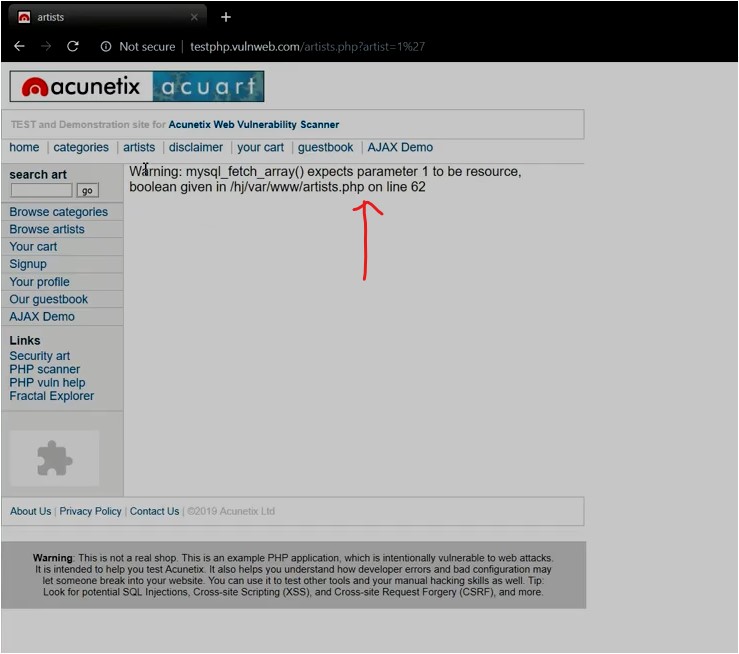 artists
Not secure | testphp.vulnweb.com/artists.php?artist=1%27
acunetix acuart
TEST and Demonstration site for Acunetix Web Vulnerability Scanner
home | categories | artists | disclaimer | your cart | guestbook | AJAX Demo
search art
go
Browse categories
Browse artists
Your cart
Signup
Your profile
Our guestbook
AJAX Demo
Links
Security art
PHP scanner
PHP vuln help
Fractal Explorer
Warning: mysql_fetch_array() expects parameter 1 to be resource,
boolean given in /hj/var/www/artists.php on line 62
About Us | Privacy Policy | Contact Us | ©2019 Acunetix Ltd
Warning: This is not a real shop. This is an example PHP application, which is intentionally vulnerable to web attacks.
It is intended to help you test Acunetix. It also helps you understand how developer errors and bad configuration may
let someone break into your website. You can use it to test other tools and your manual hacking skills as well. Tip:
Look for potential SQL Injections, Cross-site Scripting (XSS), and Cross-site Request Forgery (CSRF), and more.